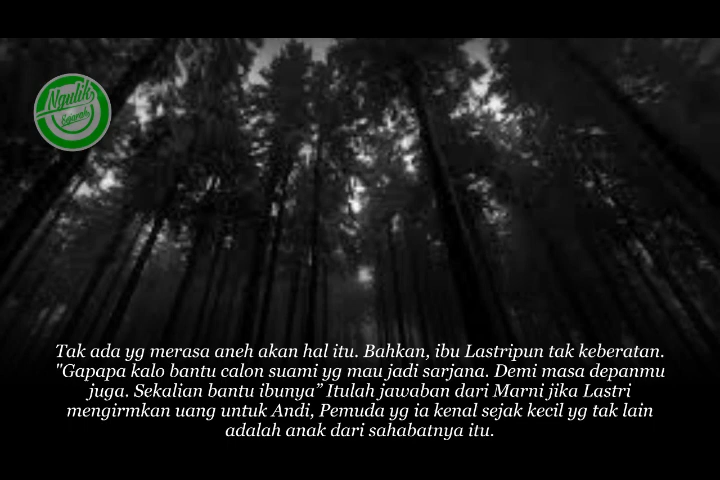 Ngulik
Sejarah
Tak ada yg merasa aneh akan hal itu. Bahkan, ibu Lastripun tak keberatan.
"Gapapa kalo bantu calon suami yg mau jadi sarjana. Demi masa depanmu
juga. Sekalian bantu ibunya” Itulah jawaban dari Marni jika Lastri
mengirmkan uang untuk Andi, Pemuda yg ia kenal sejak kecil yg tak lain
adalah anak dari sahabatnya itu.